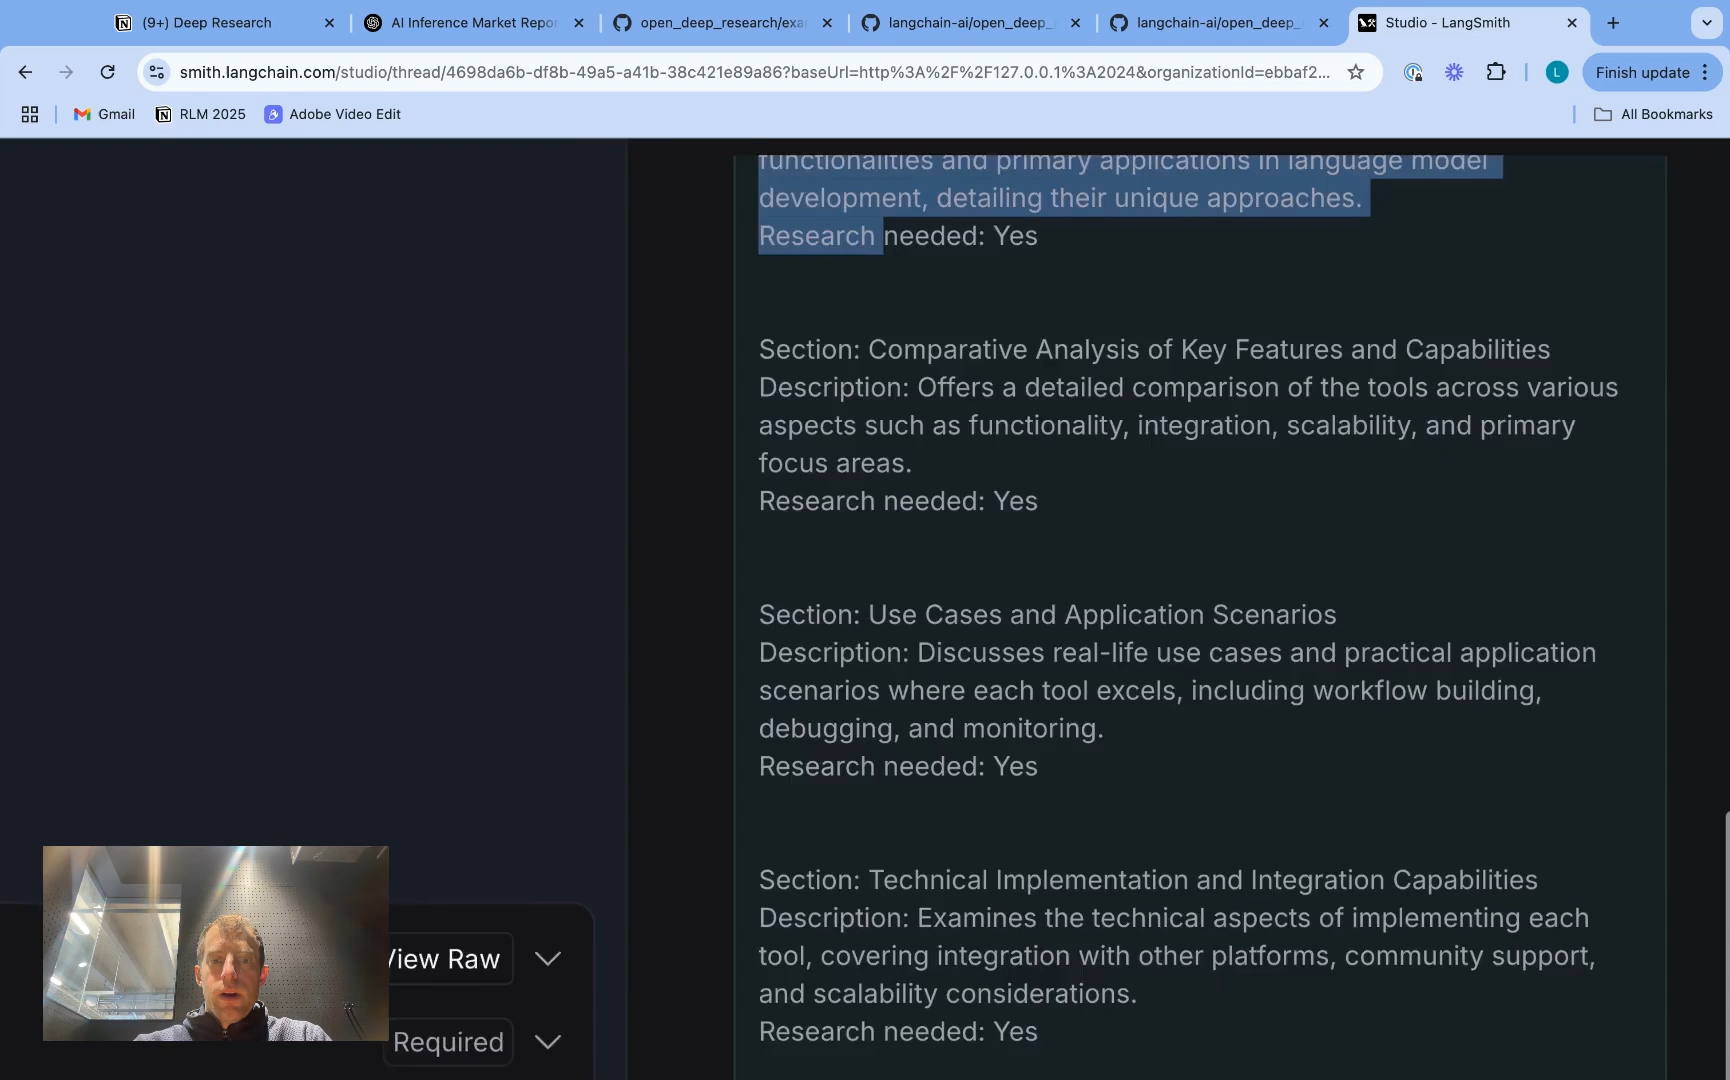 (9+) Deep Research
AI Inference Market Repor
open_deep_research/exa
langchain-ai/open_deep_
langchain-ai/open_deep_
Studio - LangSmith
smith.langchain.com/studio/thread/4698da6b-df8b-49a5-a41b-38c421e89a86?baseUrl=http%3A%2F%2F127.0.0.1%3A2024&organizationId=ebbaf2...
L
Finish update
Gmail
RLM 2025
Adobe Video Edit
All Bookmarks
functionalities and primary applications in language model
development, detailing their unique approaches.
Research needed: Yes
Section: Comparative Analysis of Key Features and Capabilities
Description: Offers a detailed comparison of the tools across various
aspects such as functionality, integration, scalability, and primary
focus areas.
Research needed: Yes
Section: Use Cases and Application Scenarios
Description: Discusses real-life use cases and practical application
scenarios where each tool excels, including workflow building,
debugging, and monitoring.
Research needed: Yes
Section: Technical Implementation and Integration Capabilities
Description: Examines the technical aspects of implementing each
tool, covering integration with other platforms, community support,
and scalability considerations.
Research needed: Yes
View Raw
Required